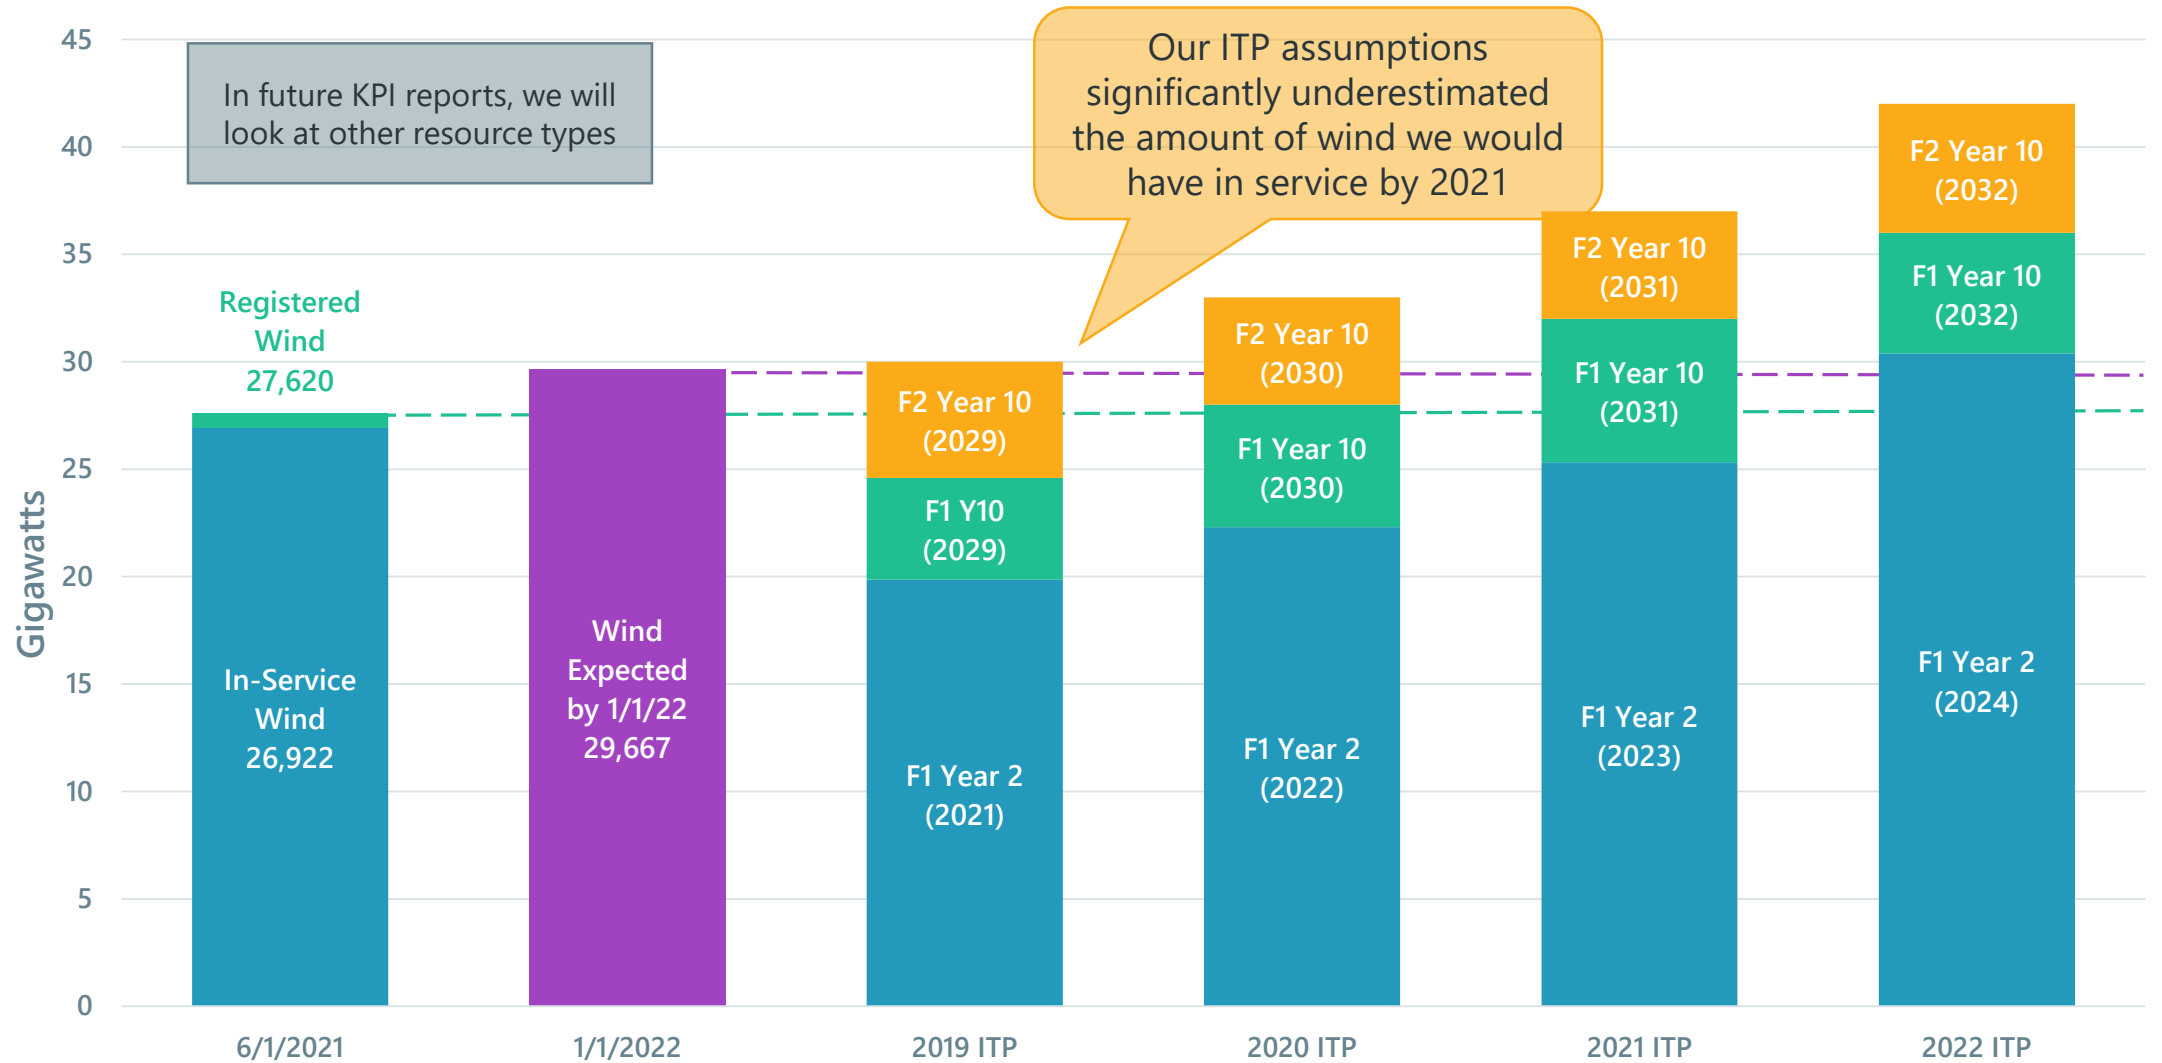 In future KPI reports, we will
look at other resource types
Our ITP assumptions
significantly underestimated
the amount of wind we would
have in service by 2021
Gigawatts
45
40
35
30
25
20
15
10
5
0
Registered
Wind
27,620
In-Service
Wind
26,922
Wind
Expected
by 1/1/22
29,667
F2 Year 10
(2029)
F1 Y10
(2029)
F1 Year 2
(2021)
F2 Year 10
(2030)
F1 Year 10
(2030)
F1 Year 2
(2022)
F2 Year 10
(2031)
F1 Year 10
(2031)
F1 Year 2
(2023)
F2 Year 10
(2032)
F1 Year 10
(2032)
F1 Year 2
(2024)
6/1/2021
1/1/2022
2019 ITP
2020 ITP
2021 ITP
2022 ITP